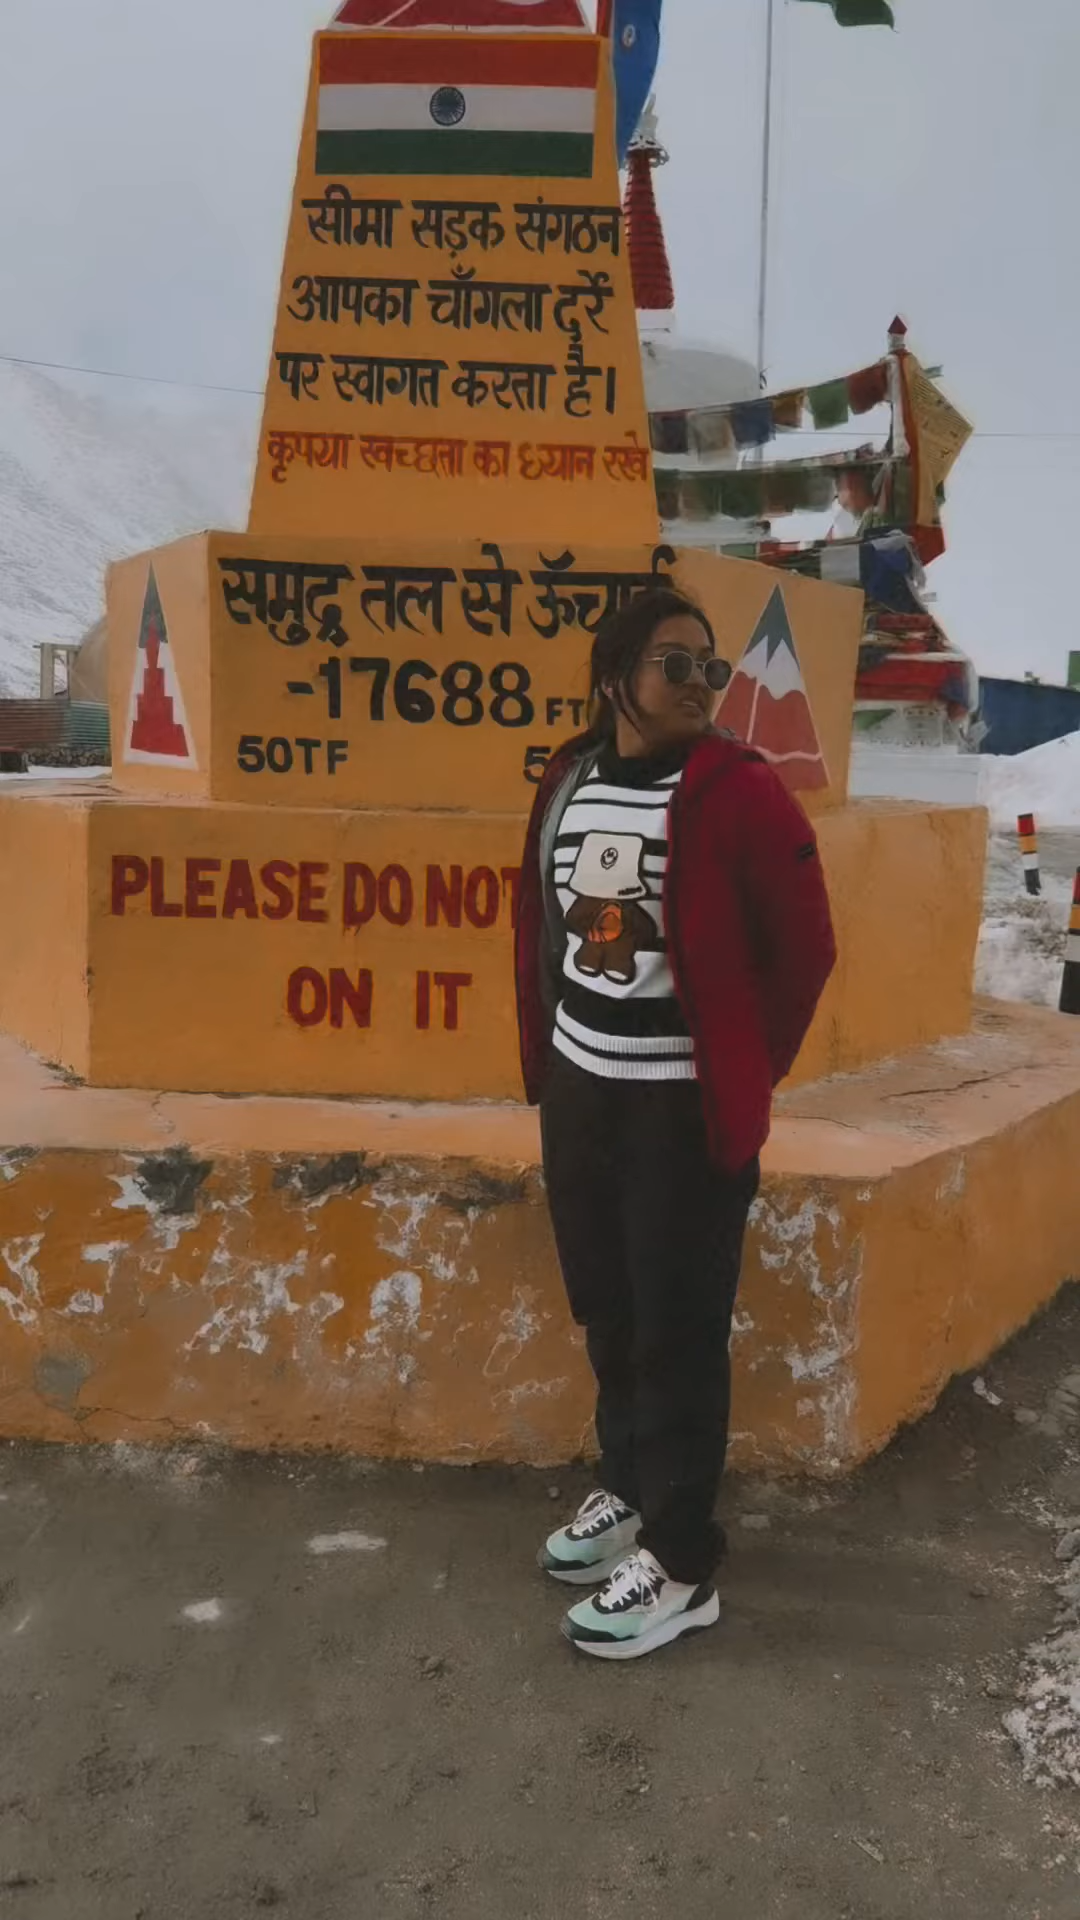 सीमा सड़क संगठन
आपका चाँगला दर्रे
पर स्वागत करता है।
कृपया स्वच्छता का ध्यान रखे
समुद्र तल से
-17688 FT
50TF
PLEASE DO NOT
ON IT